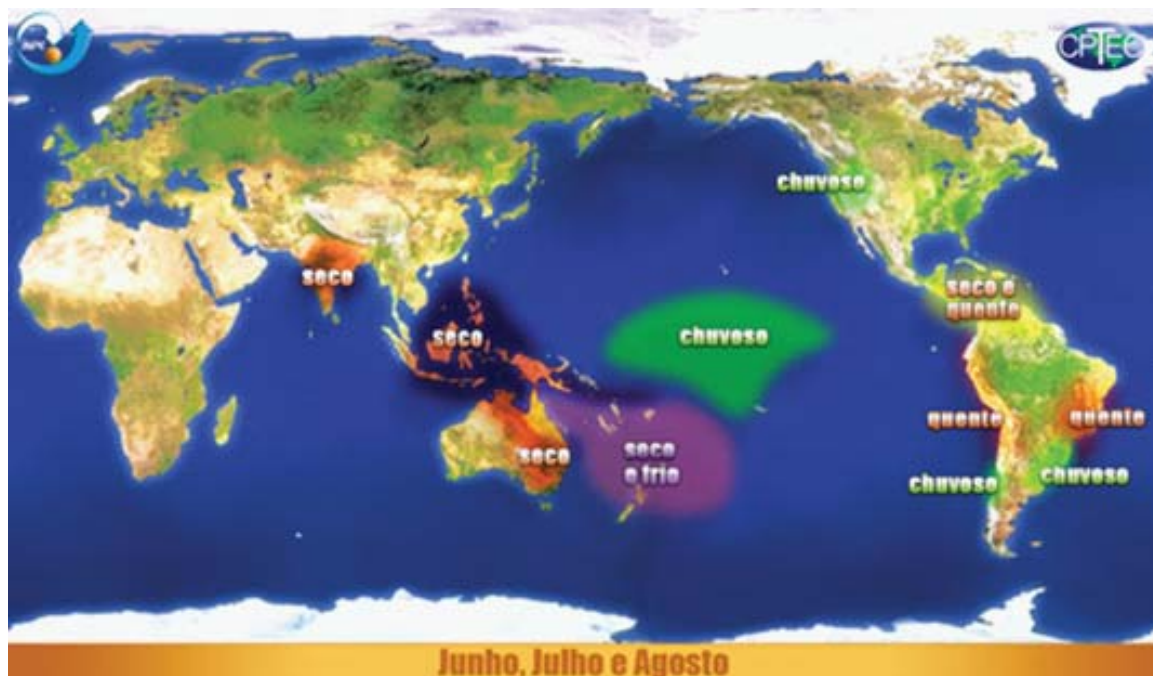 CPTEC
chuvoso
seco
seco e
quente
seco
chuvoso
quente
quente
seco
seco
e frio
chuvoso
chuvoso
Junho, Julho e Agosto